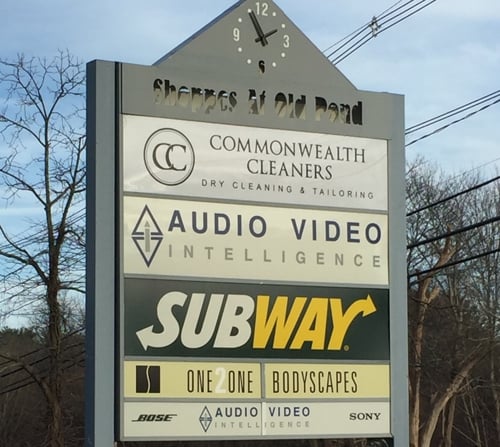 12
9 3
6
Shoppes At Old Pond
CC
COMMONWEALTH
CLEANERS
DRY CLEANING & TAILORING
AUDIO VIDEO
INTELLIGENCE
SUBWAY
ONE2ONE BODYSCAPES
BOSE AUDIO VIDEO SONY
INTELLIGENCE